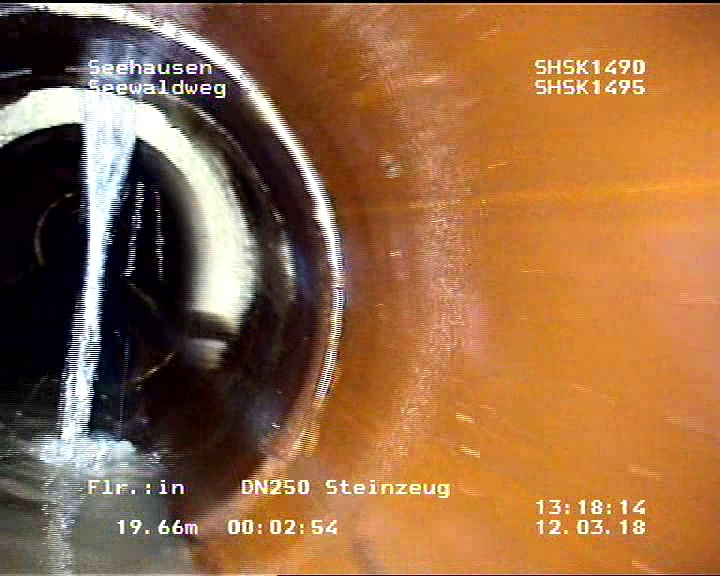 Seehausen SHSK1490
Seewaldweg SHSK1495
Flr.:in DN250 Steinzeug
13:18:14
19.66m 00:02:54 12.03.18